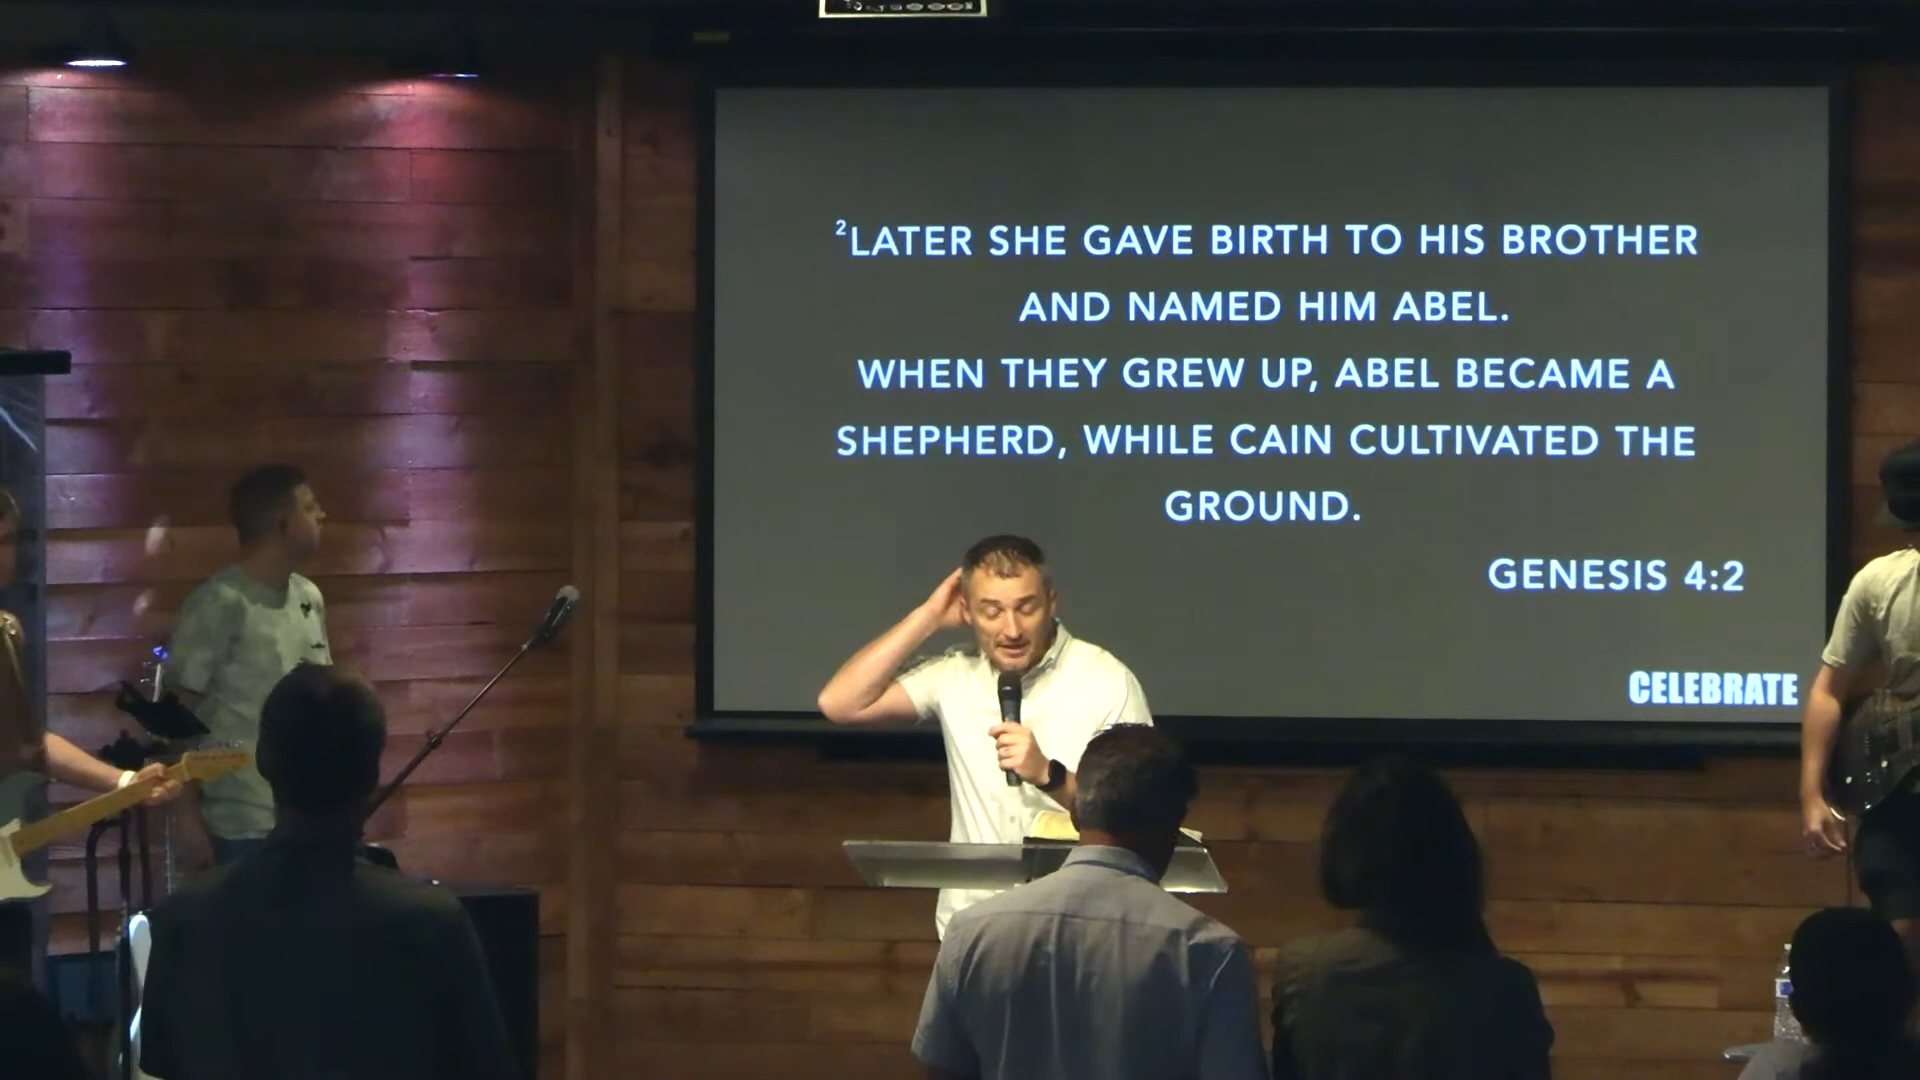 ²LATER SHE GAVE BIRTH TO HIS BROTHER
AND NAMED HIM ABEL.
WHEN THEY GREW UP, ABEL BECAME A
SHEPHERD, WHILE CAIN CULTIVATED THE
GROUND.
GENESIS 4:2
CELEBRATE